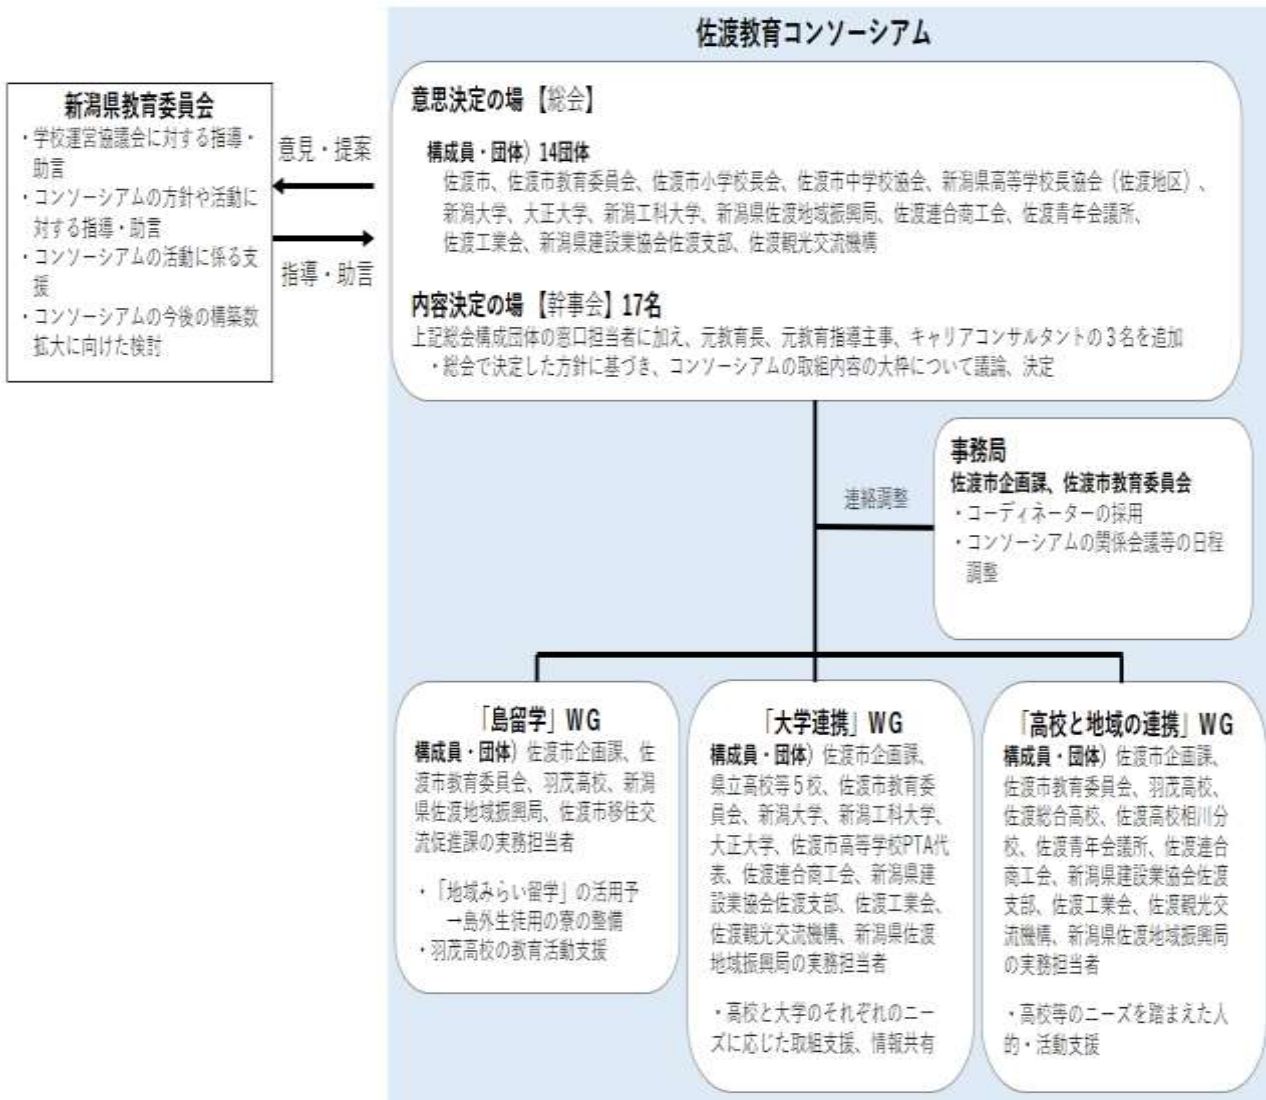 佐渡教育コンソーシアム
新潟県教育委員会
・学校運営協議会に対する指導・
助言
・コンソーシアムの方針や活動に
対する指導・助言
・コンソーシアムの活動に係る支
援
・コンソーシアムの今後の構築数
拡大に向けた検討
意見・提案
指導・助言
意思決定の場【総会】
構成員・団体）14団体
佐渡市、佐渡市教育委員会、佐渡市小学校長会、佐渡市中学校協会、新潟県高等学校長協会（佐渡地区）、
新潟大学、大正大学、新潟工科大学、新潟県佐渡地域振興局、佐渡連合商工会、佐渡青年会議所、
佐渡工業会、新潟県建設業協会佐渡支部、佐渡観光交流機構
内容決定の場【幹事会】17名
上記総会構成団体の窓口担当者に加え、元教育長、元教育指導主事、キャリアコンサルタントの３名を追加
・総会で決定した方針に基づき、コンソーシアムの取組内容の大枠について議論、決定
連絡調整
事務局
佐渡市企画課、佐渡市教育委員会
・コーディネーターの採用
・コンソーシアムの関係会議等の日程
調整
「島留学」ＷＧ
構成員・団体）佐渡市企画課、佐
渡市教育委員会、羽茂高校、新潟
県佐渡地域振興局、佐渡市移住交
流促進課の実務担当者
・「地域みらい留学」の活用予
→島外生徒用の寮の整備
・羽茂高校の教育活動支援
「大学連携」ＷＧ
構成員・団体）佐渡市企画課、
県立高校等５校、佐渡市教育委
員会、新潟大学、新潟工科大学、
大正大学、佐渡市高等学校PTA代
表、佐渡連合商工会、新潟県建
設業協会佐渡支部、佐渡工業会、
佐渡観光交流機構、新潟県佐渡
地域振興局の実務担当者
・高校と大学のそれぞれのニー
ズに応じた取組支援、情報共有
「高校と地域の連携」ＷＧ
構成員・団体）佐渡市企画課、
佐渡市教育委員会、羽茂高校、
佐渡総合高校、佐渡高校相川分
校、佐渡青年会議所、佐渡連合
商工会、新潟県建設業協会佐渡
支部、佐渡工業会、佐渡観光交
流機構、新潟県佐渡地域振興局
の実務担当者
・高校等のニーズを踏まえた人
的・活動支援